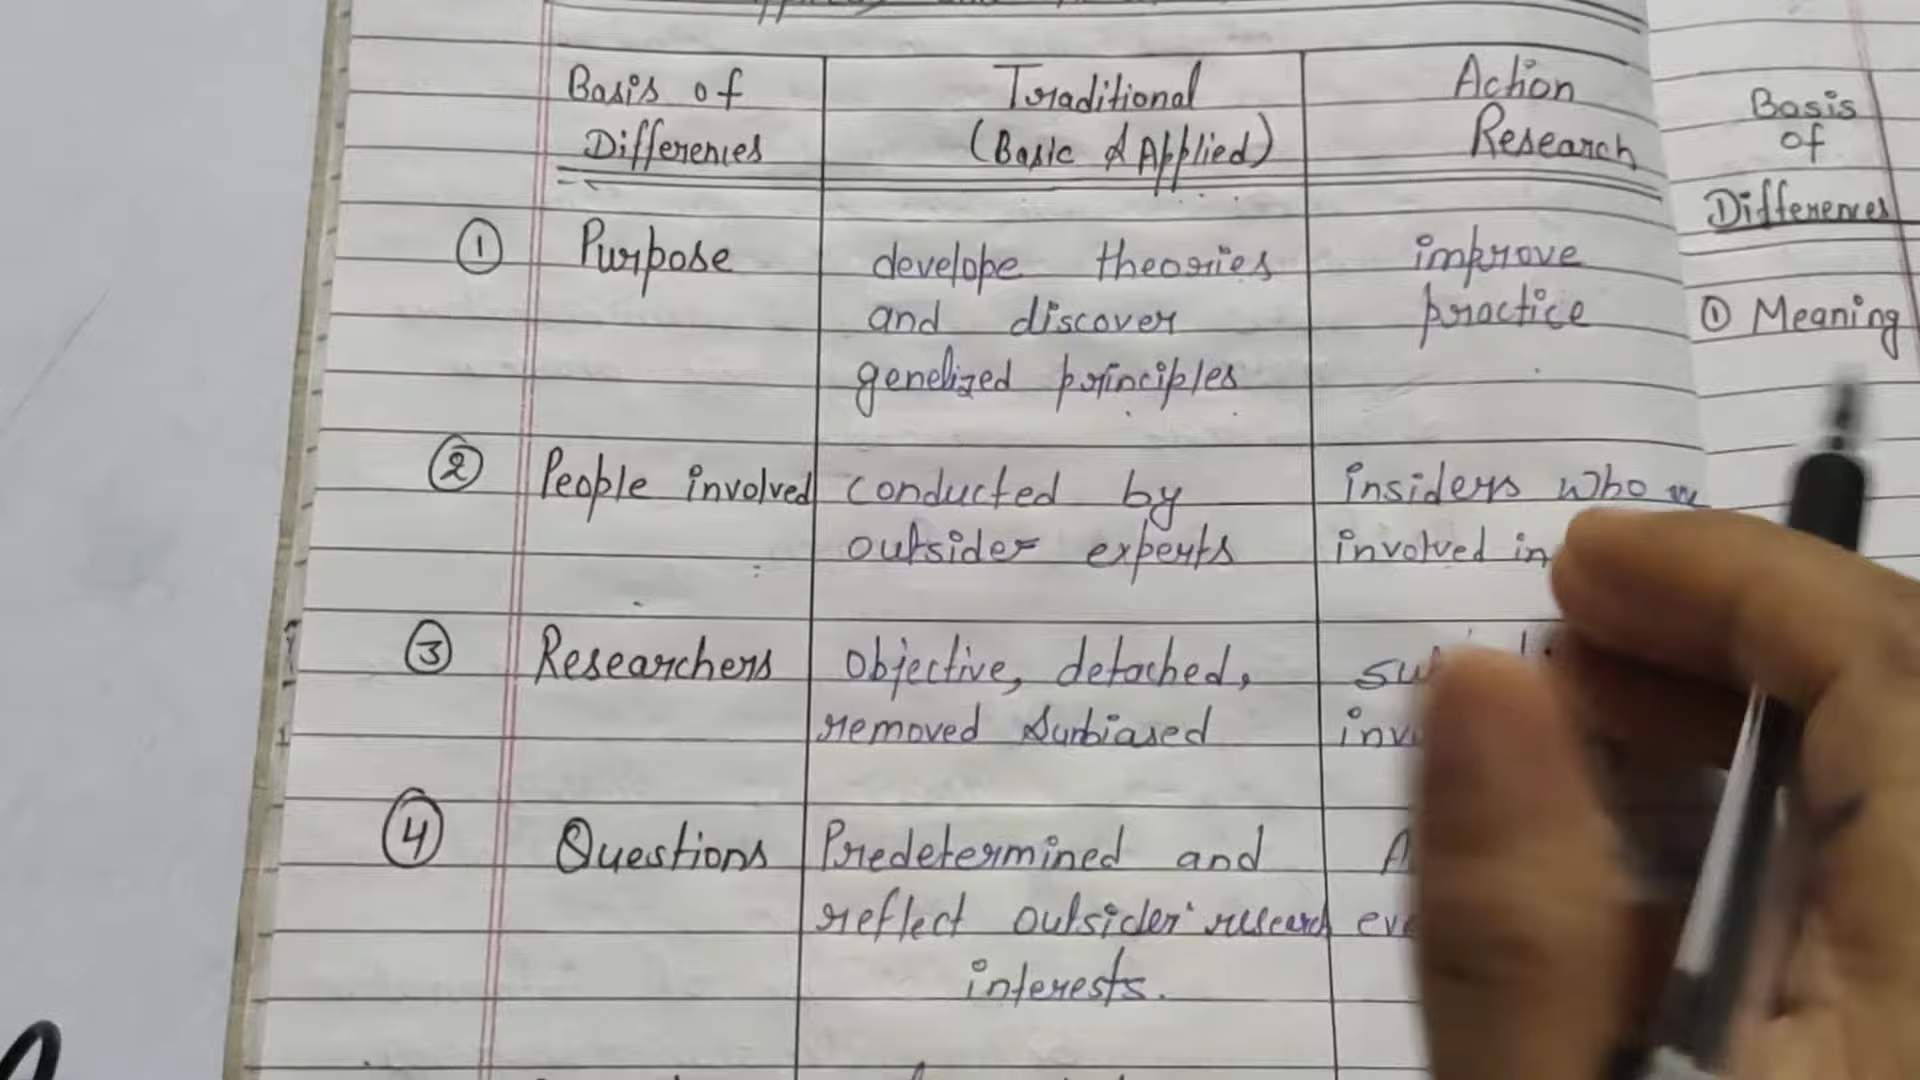 Basis of
Differences
Traditional
(Basic & Applied)
Action
Research
① Purpose
develope theories
and discover
genelized principles
improve
practice
② People involved
conducted by
outsider experts
insiders who
involved in
③ Researchers
Objective, detached,
removed & unbiased
④ Questions
Predetermined and
reflect outsider research
interests.
Basis
of
Differences
① Meaning